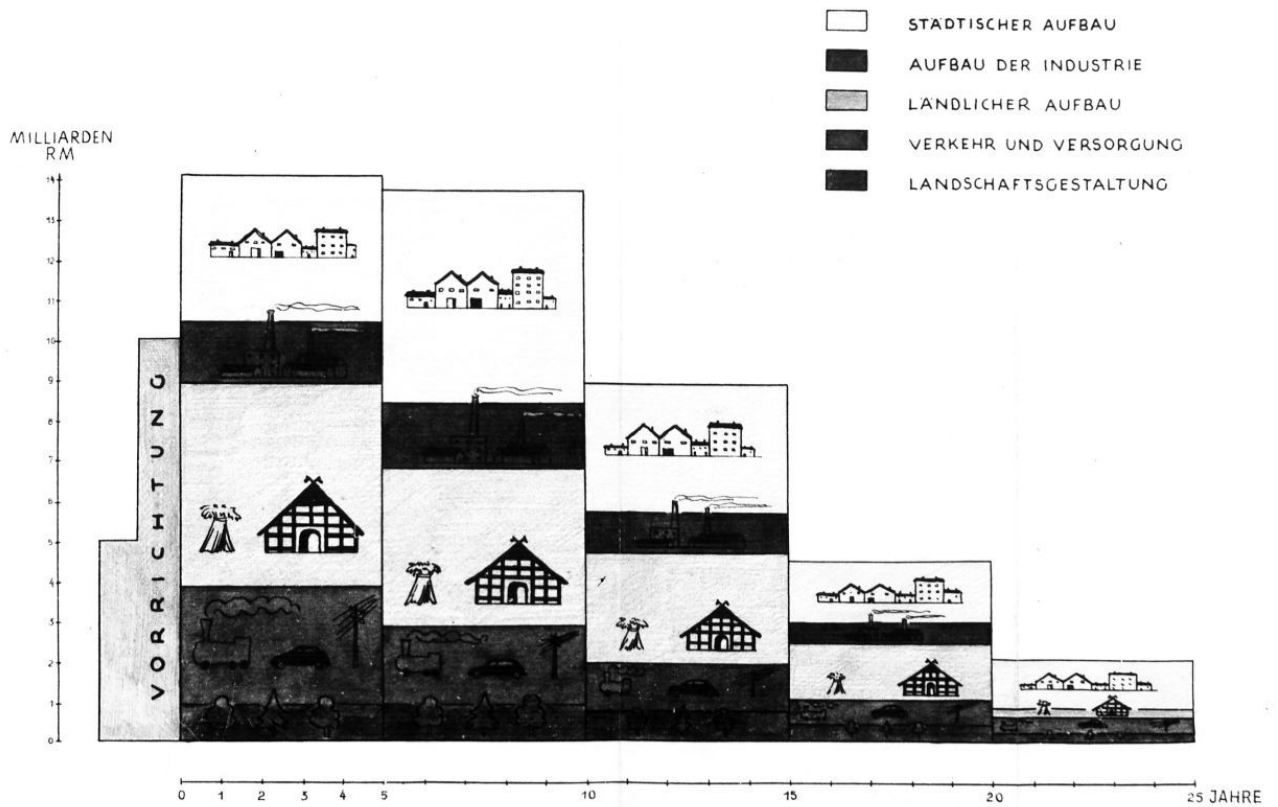 STÄDTISCHER AUFBAU
AUFBAU DER INDUSTRIE
LÄNDLICHER AUFBAU
VERKEHR UND VERSORGUNG
LANDSCHAFTSGESTALTUNG
MILLIARDEN
RM
14
13
12
11
10
9
8
7
6
5
4
3
2
1
0
VORRICHTUNG
0 1 2 3 4 5 10 15 20 25 JAHRE